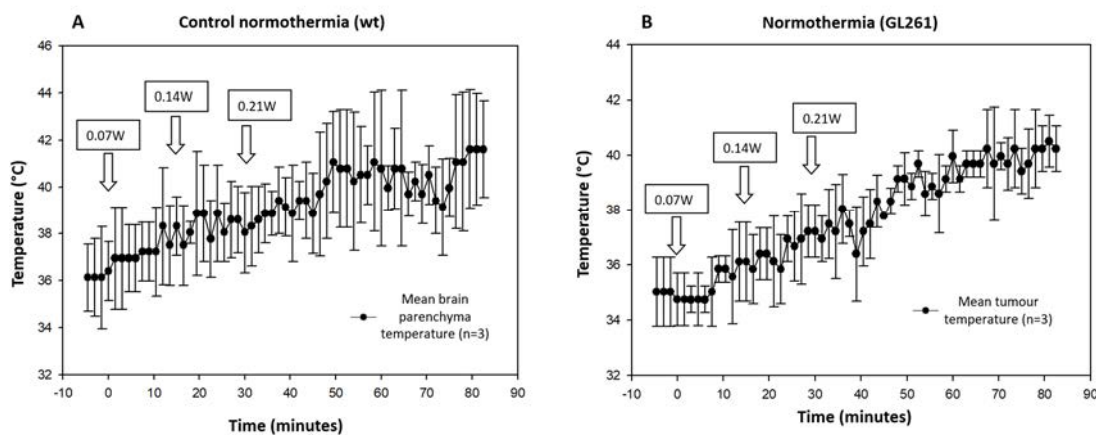 A
Control normothermia (wt)
46
44
42
40
38
36
34
32
Temperature (°C)
0.07W
0.14W
0.21W
Mean brain
parenchyma
temperature (n=3)
-10 0 10 20 30 40 50 60 70 80 90
Time (minutes)
B
Normothermia (GL261)
42
40
38
36
34
32
Temperature (°C)
0.07W
0.14W
0.21W
Mean tumour
temperature (n=3)
-10 0 10 20 30 40 50 60 70 80 90
Time (minutes)